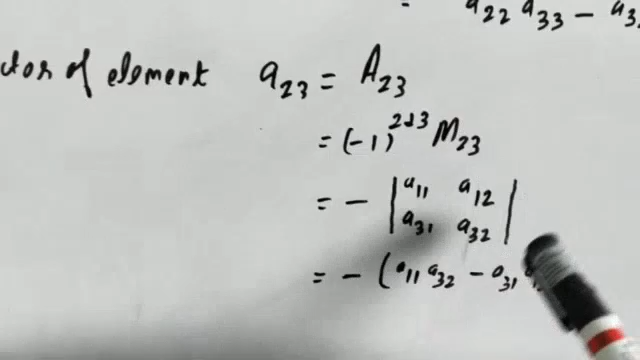 = a22 a33 - a3
ctor of element a23 = A23
= (-1)^2+3 M23
= - | a11 a12 |
| a31 a32 |
= - ( a11 a32 - a31